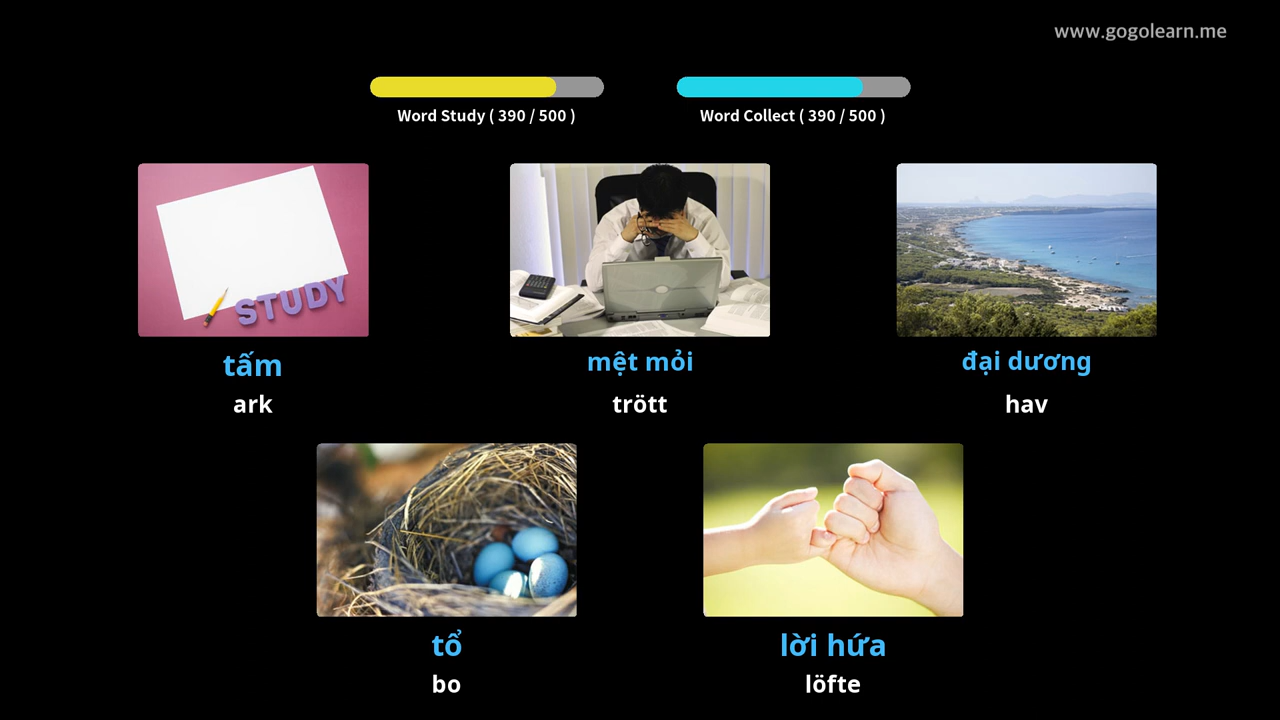 www.gogolearn.me
Word Study ( 390 / 500 )
Word Collect ( 390 / 500 )
STUDY
tấm
mệt mỏi
đại dương
ark
trött
hav
tổ
lời hứa
bo
löfte